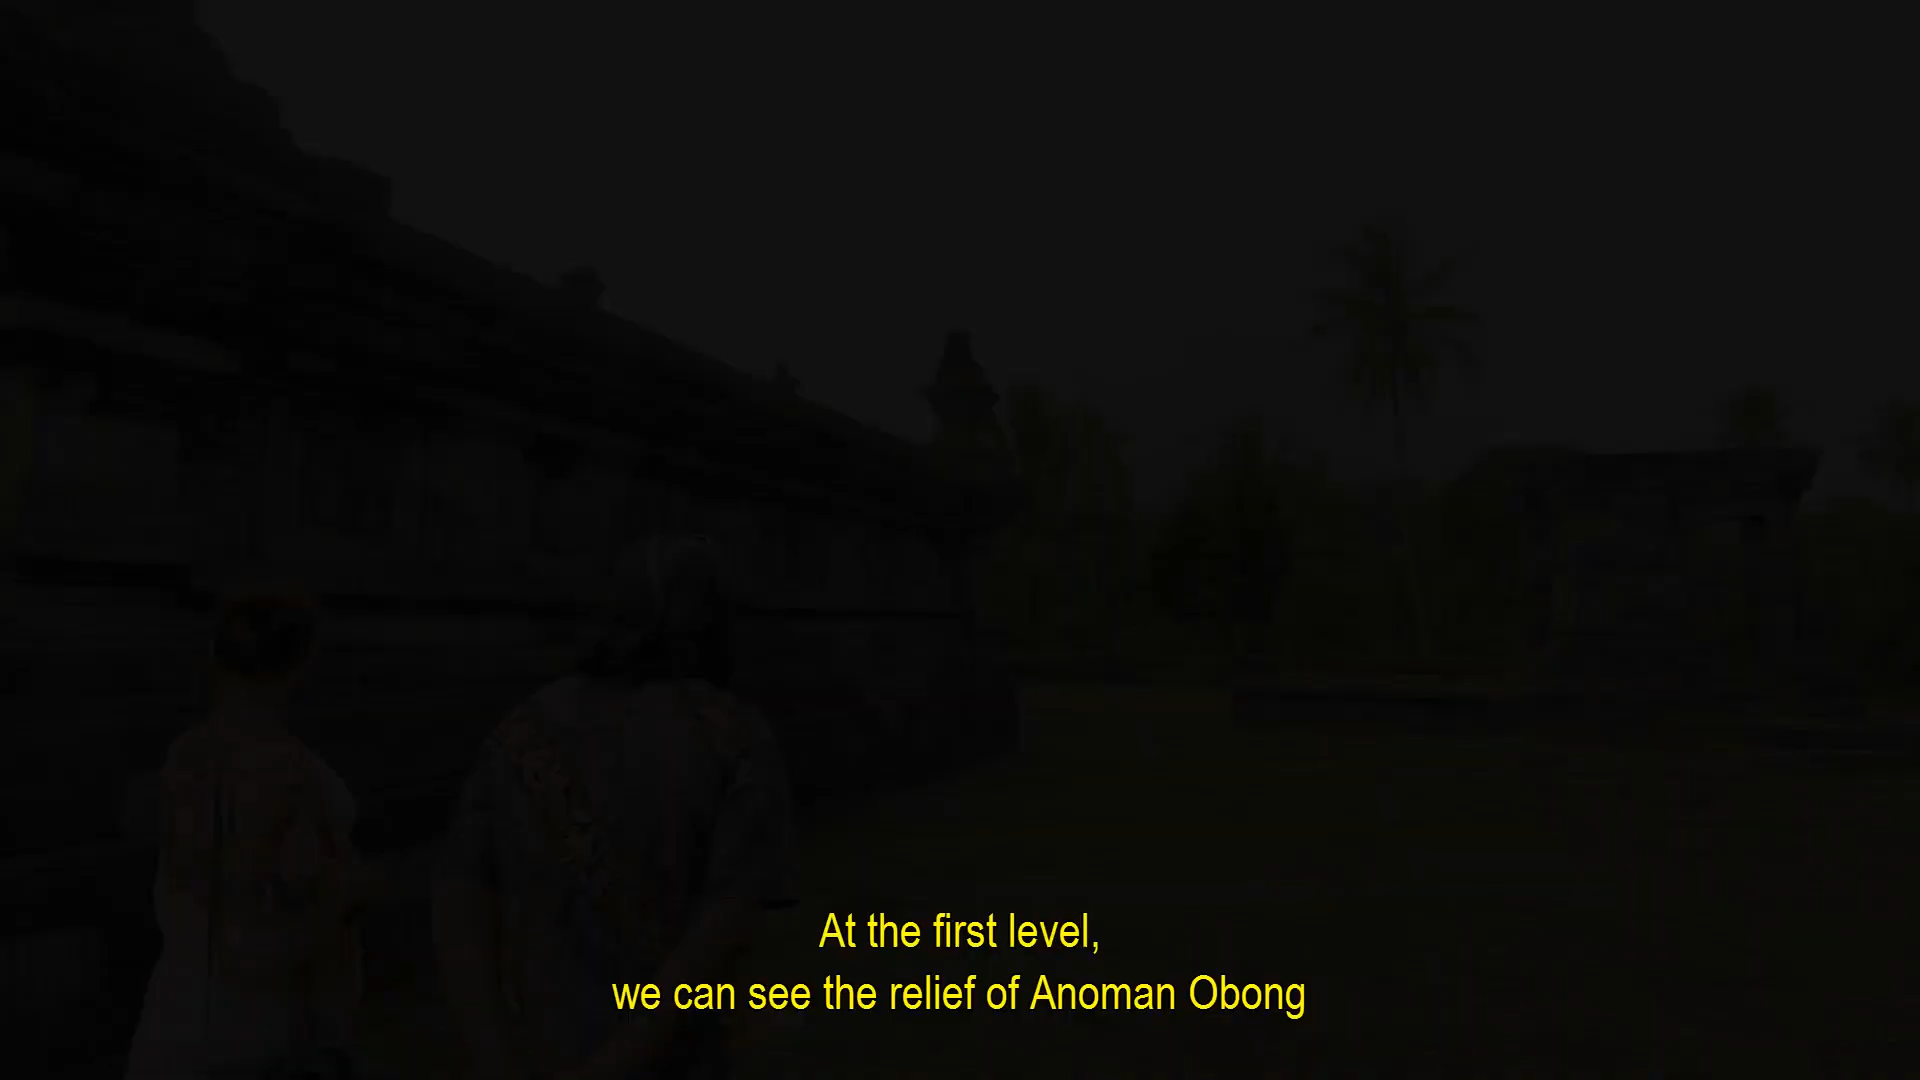 At the first level,
we can see the relief of Anoman Obong